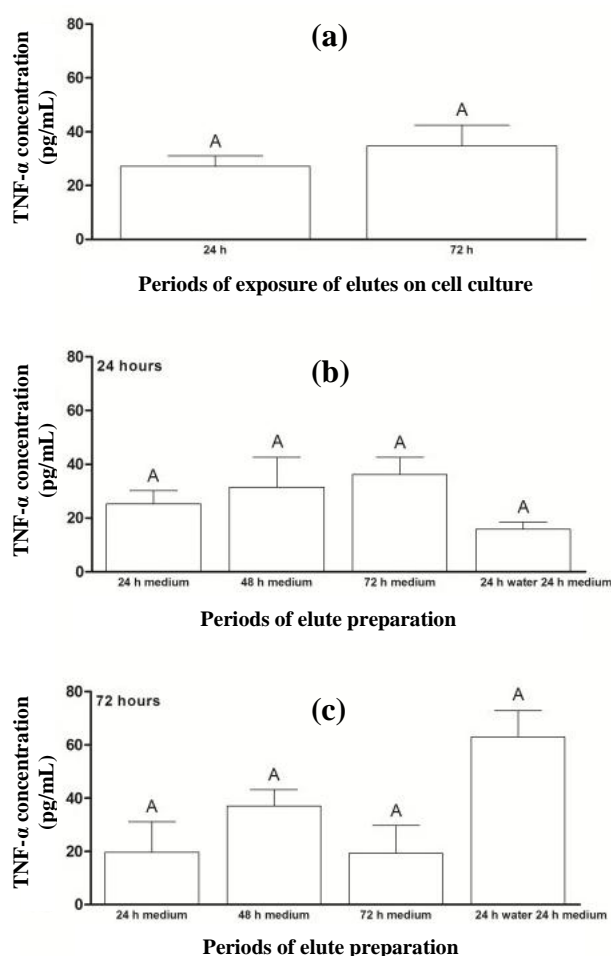 (a)
TNF-α concentration
(pg/mL)
80
60
40
20
0
A
A
24 h
72 h
Periods of exposure of elutes on cell culture
24 hours
(b)
TNF-α concentration
(pg/mL)
80
60
40
20
0
A
A
A
A
24 h medium
48 h medium
72 h medium
24 h water 24 h medium
Periods of elute preparation
72 hours
(c)
TNF-α concentration
(pg/mL)
80
60
40
20
0
A
A
A
A
24 h medium
48 h medium
72 h medium
24 h water 24 h medium
Periods of elute preparation